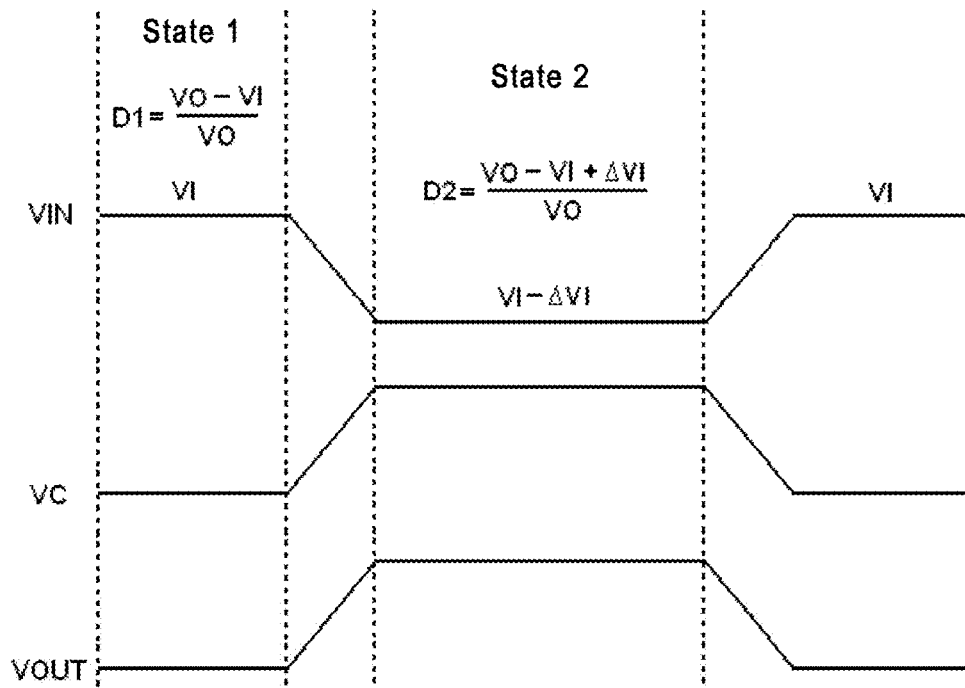 State 1
D1= VO – VI
VO
State 2
D2= VO – VI + ΔVI
VO
VIN
VI
VI – ΔVI
VI
VC
VOUT